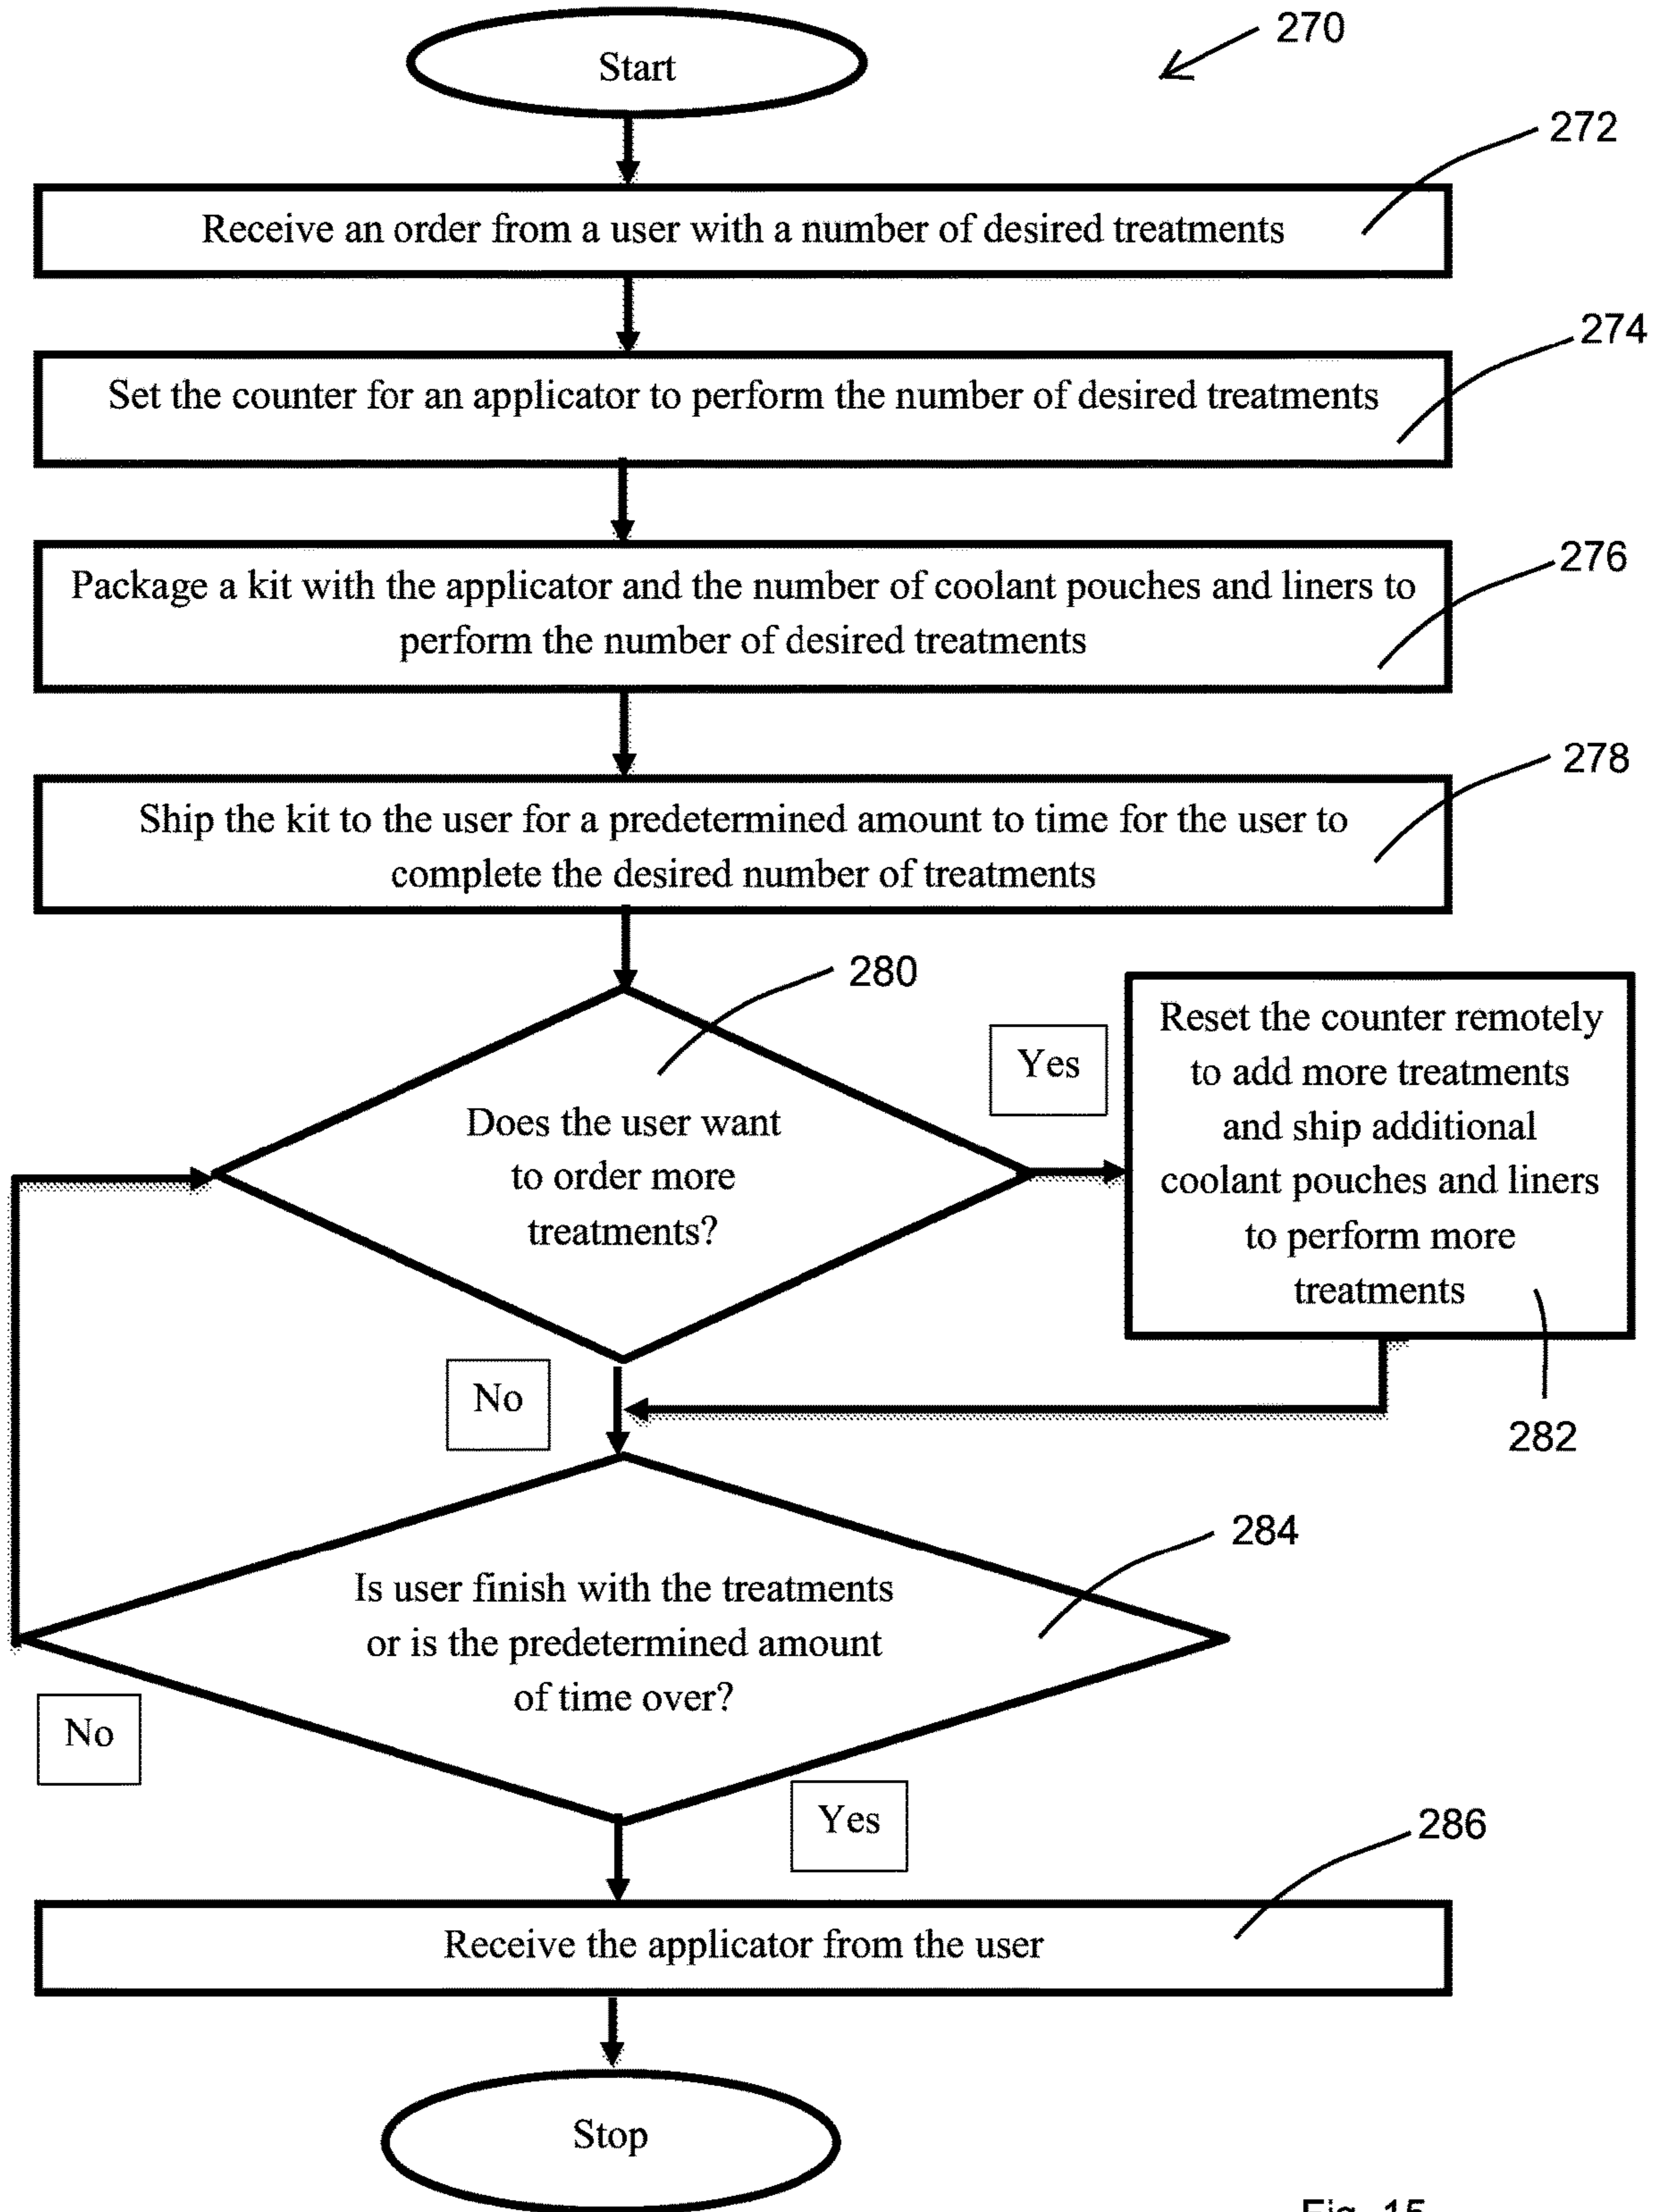 Start
270
272
Receive an order from a user with a number of desired treatments
274
Set the counter for an applicator to perform the number of desired treatments
276
Package a kit with the applicator and the number of coolant pouches and liners to
perform the number of desired treatments
278
Ship the kit to the user for a predetermined amount to time for the user to
complete the desired number of treatments
280
Does the user want
to order more
treatments?
Yes
Reset the counter remotely
to add more treatments
and ship additional
coolant pouches and liners
to perform more
treatments
282
No
284
Is user finish with the treatments
or is the predetermined amount
of time over?
No
Yes
286
Receive the applicator from the user
Stop
Fig. 15